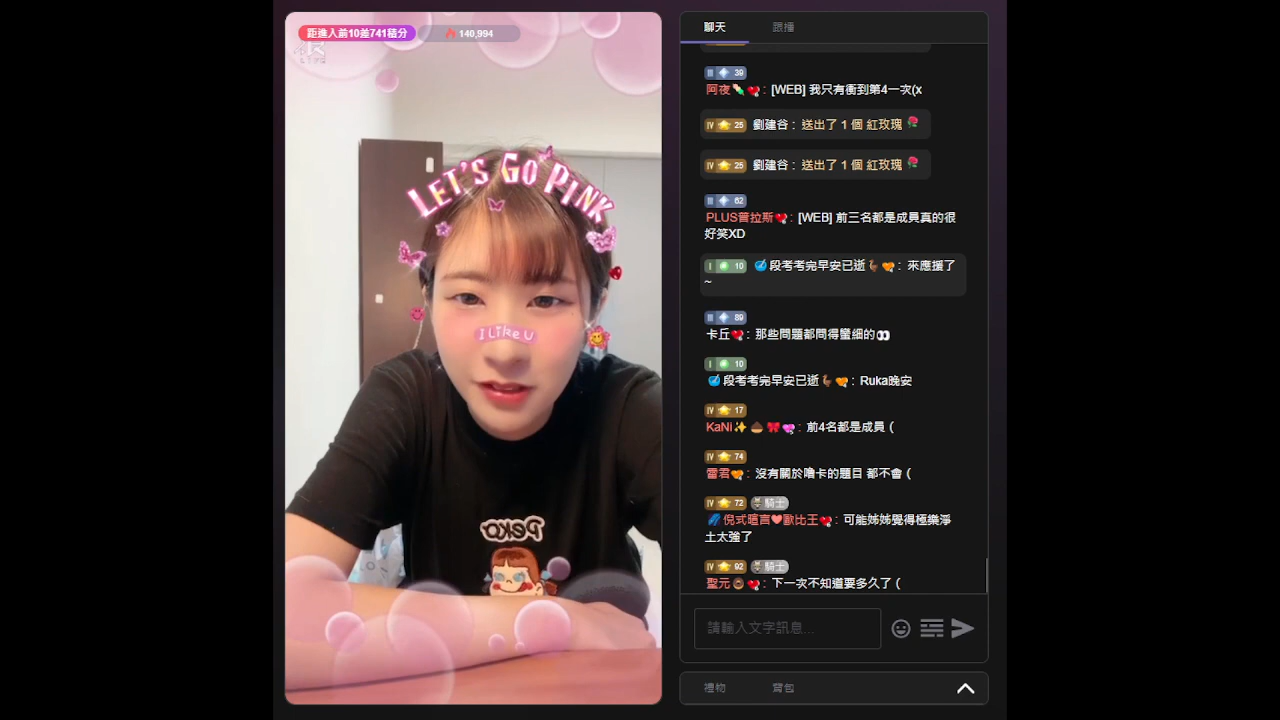 距進入前10差741積分
140,994
浪
LIVE
LET'S GO PINK
I Like U
Peko
聊天
跟播
III 39
阿夜: [WEB] 我只有衝到第4一次(x
IV 25 劉建谷: 送出了 1 個 紅玫瑰
IV 25 劉建谷: 送出了 1 個 紅玫瑰
III 62
PLUS普拉斯: [WEB] 前三名都是成員真的很
好笑XD
I 10 段考考完早安已逝: 來應援了
~
III 89
卡丘: 那些問題都問得蠻細的
I 10
段考考完早安已逝: Ruka晚安
IV 17
KaNi: 前4名都是成員 (
IV 74
雷君: 沒有關於嚕卡的題目 都不會 (
IV 72 騎士
倪式暄言歐比王: 可能姊姊覺得極樂淨
土太強了
IV 92 騎士
聖元: 下一次不知道要多久了 (
請輸入文字訊息...
禮物
背包